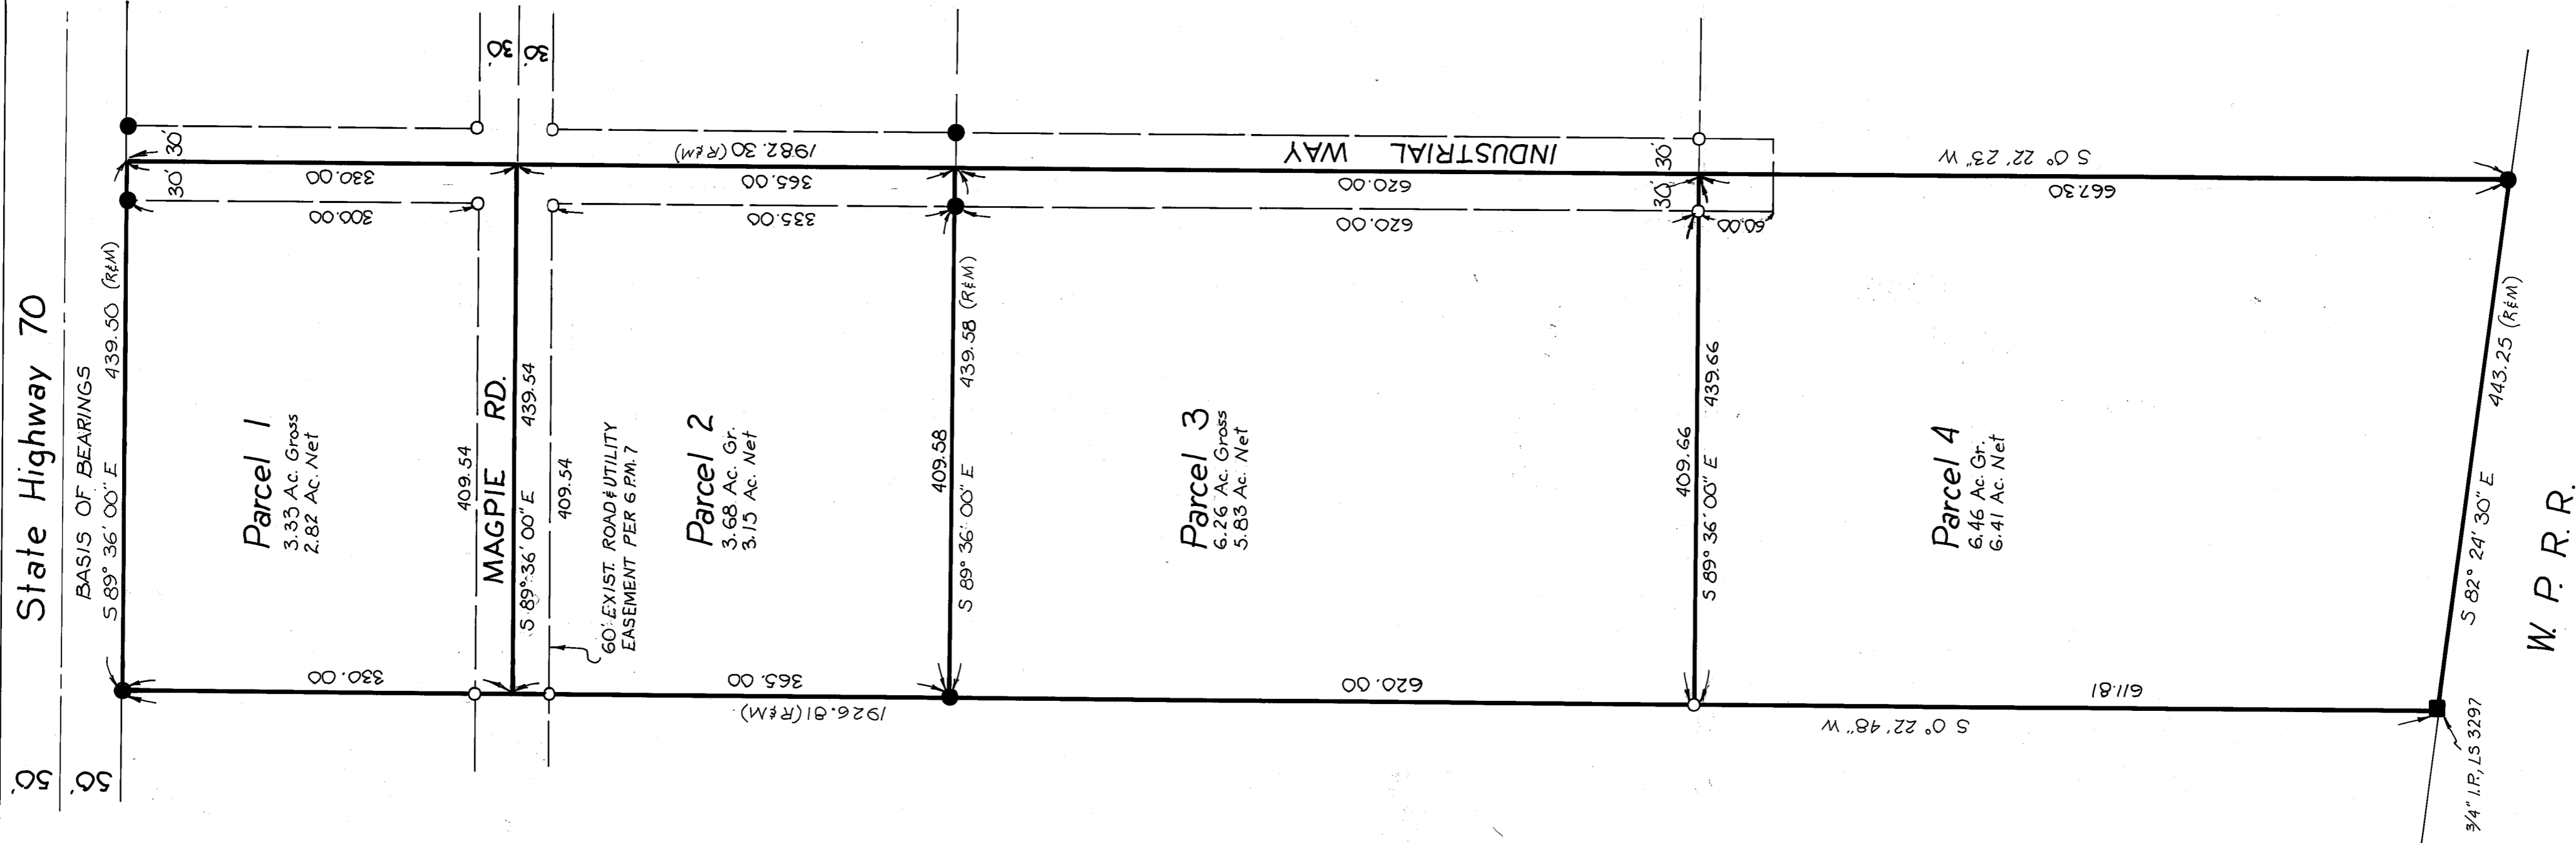 State Highway 70
50'
50'
BASIS OF BEARINGS
S 89° 36' 00" E 439.50 (R&M)
30'
30'
330.00
300.00
Parcel 1
3.33 Ac. Gross
2.82 Ac. Net
330.00
409.54
MAGPIE RD.
S 89° 36' 00" E 439.54
409.54
30'
30'
60' EXIST. ROAD & UTILITY
EASEMENT PER 6 P.M. 7
1982.30 (R&M)
365.00
335.00
Parcel 2
3.68 Ac. Gr.
3.15 Ac. Net
365.00
1926.81 (R&M)
409.58
S 89° 36' 00" E 439.58 (R&M)
INDUSTRIAL WAY
620.00
620.00
Parcel 3
6.26 Ac. Gross
5.83 Ac. Net
620.00
30'
30'
60.00
409.66
S 89° 36' 00" E 439.66
S 0° 22' 23" W
667.30
Parcel 4
6.46 Ac. Gr.
6.41 Ac. Net
611.81
S 0° 22' 48" W
S 82° 24' 30" E 443.25 (R&M)
3/4" I.P., LS 3297
W. P. R. R.